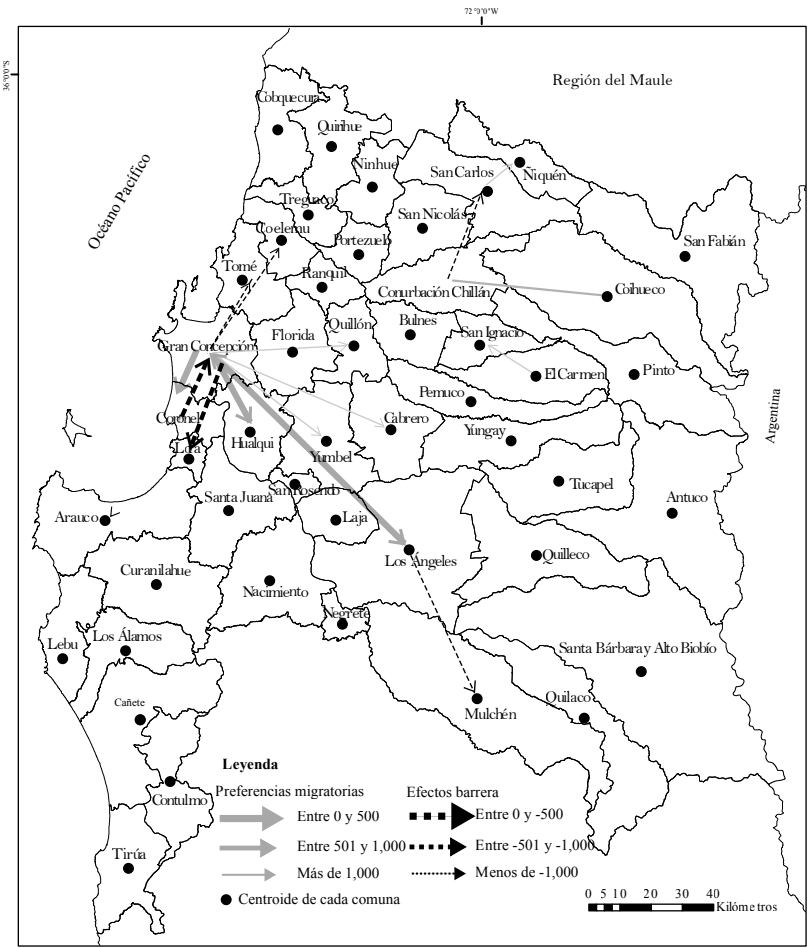 72°0'0"W
36°0'0"S
Región del Maule
Océano Pacífico
Cobquecura
Quirihue
Ninhue
San Carlos
Ñiquén
Treguaco
San Nicolás
Coelemu
Portezuelo
San Fabián
Tomé
Ranquil
Conurbación Chillán
Coihueco
Gran Concepción
Florida
Quillón
Bulnes
San Ignacio
El Carmen
Pinto
Pemuco
Argentina
Coronel
Hualqui
Cabrero
Yungay
Lota
Yumbel
San Rosendo
Tucapel
Santa Juana
Antuco
Arauco
Laja
Los Ángeles
Quilleco
Curanilahue
Nacimiento
Negrete
Lebu
Los Álamos
Santa Bárbara y Alto Biobío
Cañete
Mulchén
Quilaco
Contulmo
Tirúa
Leyenda
Preferencias migratorias
Efectos barrera
Entre 0 y 500
Entre 0 y -500
Entre 501 y 1,000
Entre -501 y -1,000
Más de 1,000
Menos de -1,000
Centroide de cada comuna
0 5 10 20 30 40
Kilómetros